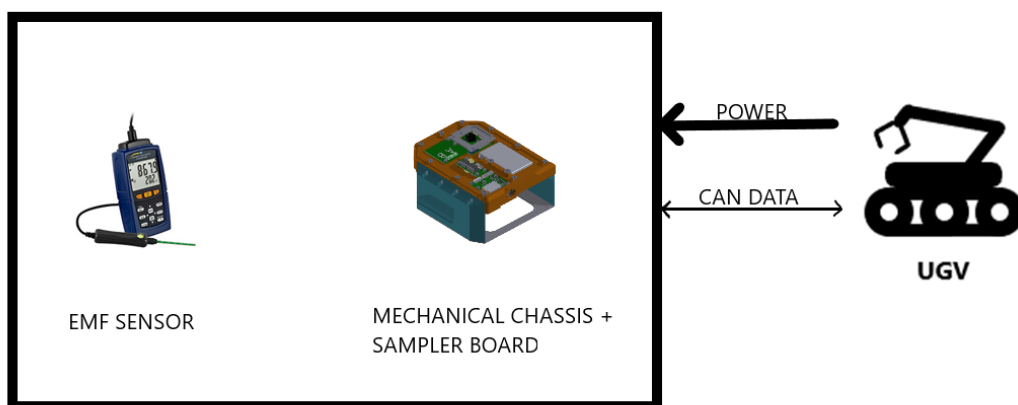 POWER
CAN DATA
UGV
EMF SENSOR
MECHANICAL CHASSIS +
SAMPLER BOARD